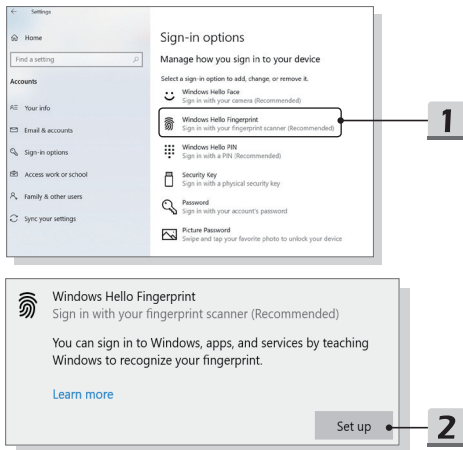 Settings
Home
Find a setting
Accounts
Your info
Email & accounts
Sign-in options
Access work or school
Family & other users
Sync your settings
Sign-in options
Manage how you sign in to your device
Select a sign-in option to add, change, or remove it.
Windows Hello Face
Sign in with your camera (Recommended)
Windows Hello Fingerprint
Sign in with your fingerprint scanner (Recommended)
Windows Hello PIN
Sign in with a PIN (Recommended)
Security Key
Sign in with a physical security key
Password
Sign in with your account's password
Picture Password
Swipe and tap your favorite photo to unlock your device
1
Windows Hello Fingerprint
Sign in with your fingerprint scanner (Recommended)
You can sign in to Windows, apps, and services by teaching
Windows to recognize your fingerprint.
Learn more
Set up
2